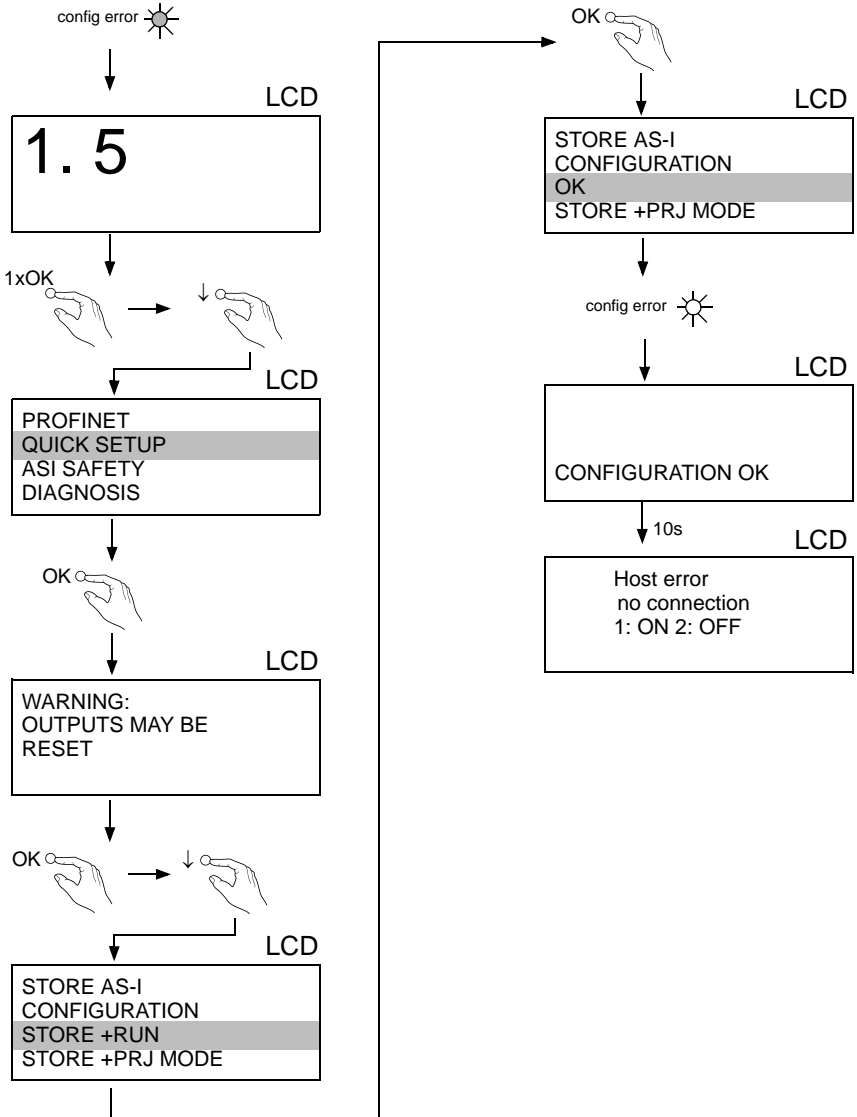 config error
LCD
1. 5
1xOK
↓
LCD
PROFINET
QUICK SETUP
ASI SAFETY
DIAGNOSIS
OK
LCD
WARNING:
OUTPUTS MAY BE
RESET
OK
↓
LCD
STORE AS-I
CONFIGURATION
STORE +RUN
STORE +PRJ MODE
OK
LCD
STORE AS-I
CONFIGURATION
OK
STORE +PRJ MODE
config error
LCD
CONFIGURATION OK
10s
LCD
Host error
no connection
1: ON 2: OFF